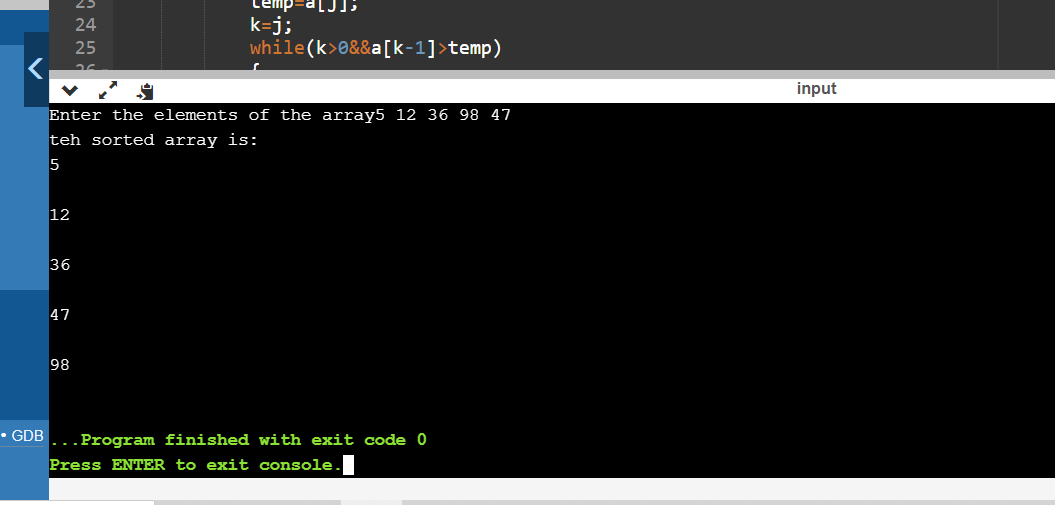 23 temp=a[j];
24 k=j;
25 while(k>0&&a[k-1]>temp)
26 {
input
Enter the elements of the array5 12 36 98 47
teh sorted array is:
5
12
36
47
98
• GDB
...Program finished with exit code 0
Press ENTER to exit console.